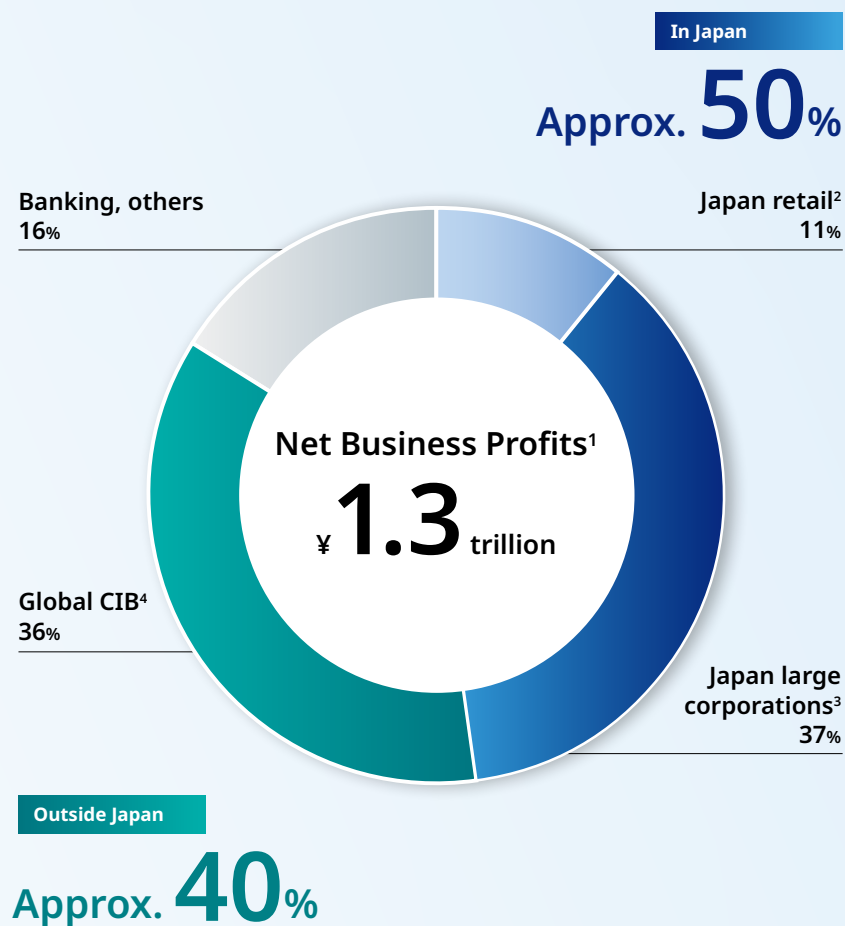 In Japan
Approx. 50%
Banking, others
16%
Japan retail²
11%
Net Business Profits¹
¥1.3 trillion
Global CIB⁴
36%
Japan large
corporations³
37%
Outside Japan
Approx. 40%